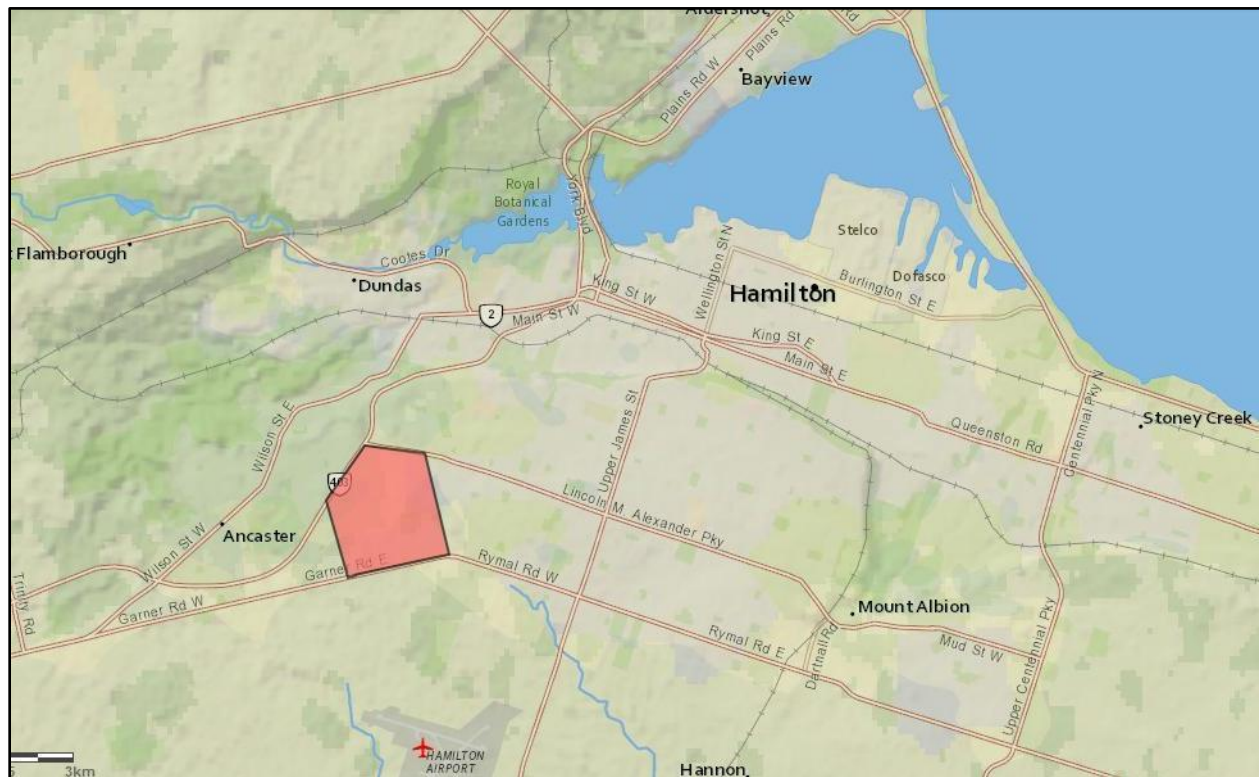 Aldershot
Rd
Plains Rd
Bayview
Plains Rd W
Royal
Botanical
Gardens
York Blvd
Flamborough
Cootes Dr
Dundas
2
Main St W
King St W
Wellington St N
Stelco
Dofasco
Hamilton
Burlington St E
King St E
Main St E
Queenston Rd
Centennial Pky N
Stoney Creek
Wilson St E
Upper James St
403
Lincoln M. Alexander Pky
Ancaster
Wilson St W
Garner Rd E
Rymal Rd W
Trinity Rd
Garner Rd W
Mount Albion
Rymal Rd E
Dartnall Rd
Mud St W
Upper Centennial Pky
HAMILTON
AIRPORT
3km
Hannon